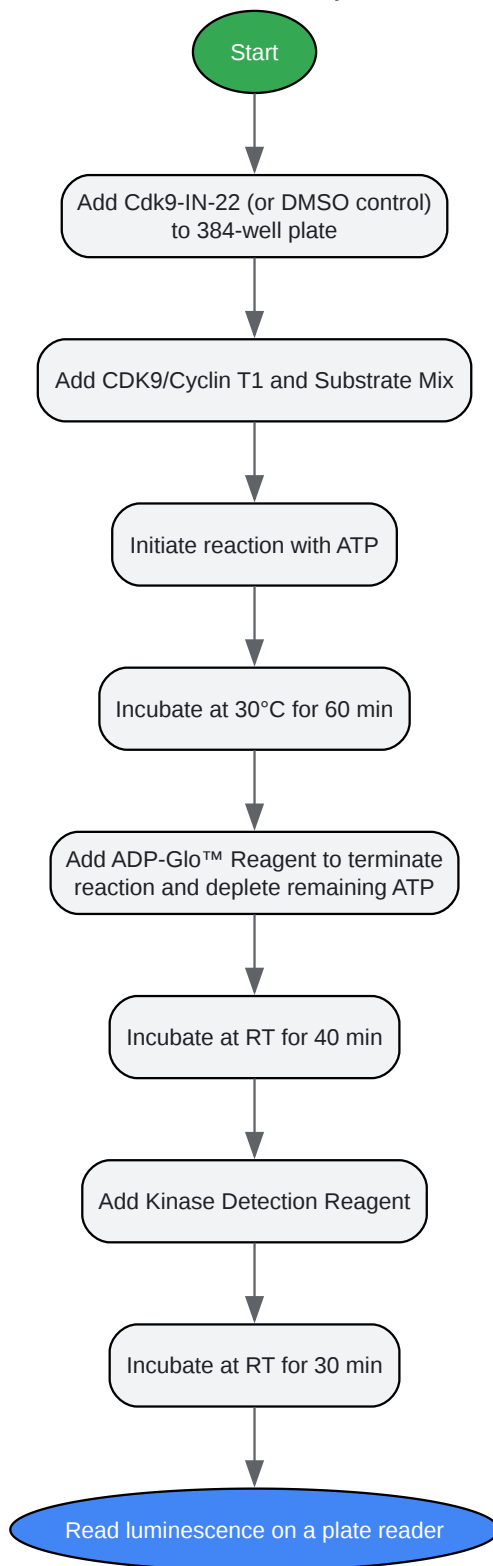 Start
Add Cdk9-IN-22 (or DMSO control)
to 384-well plate
Add CDK9/Cyclin T1 and Substrate Mix
Initiate reaction with ATP
Incubate at 30°C for 60 min
Add ADP-Glo™ Reagent to terminate
reaction and deplete remaining ATP
Incubate at RT for 40 min
Add Kinase Detection Reagent
Incubate at RT for 30 min
Read luminescence on a plate reader